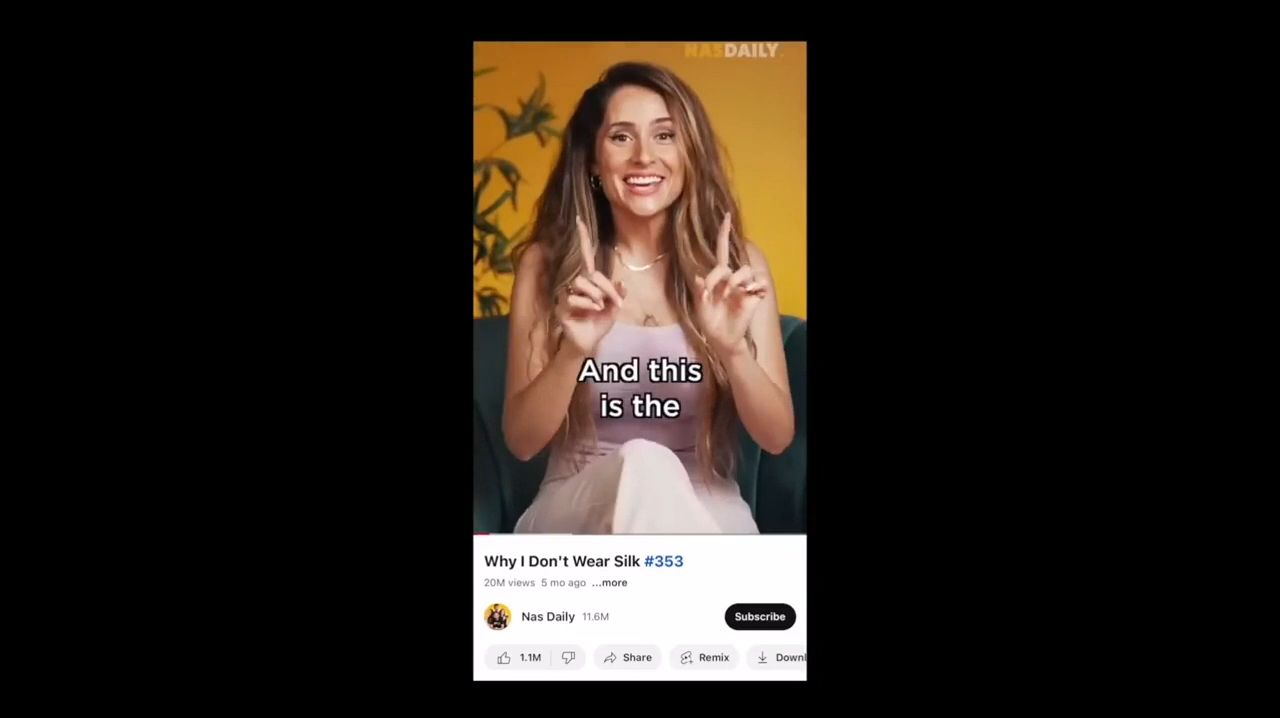 NASDAILY
And this
is the
Why I Don't Wear Silk #353
20M views 5 mo ago ...more
Nas Daily 11.6M Subscribe
1.1M Share Remix Downl